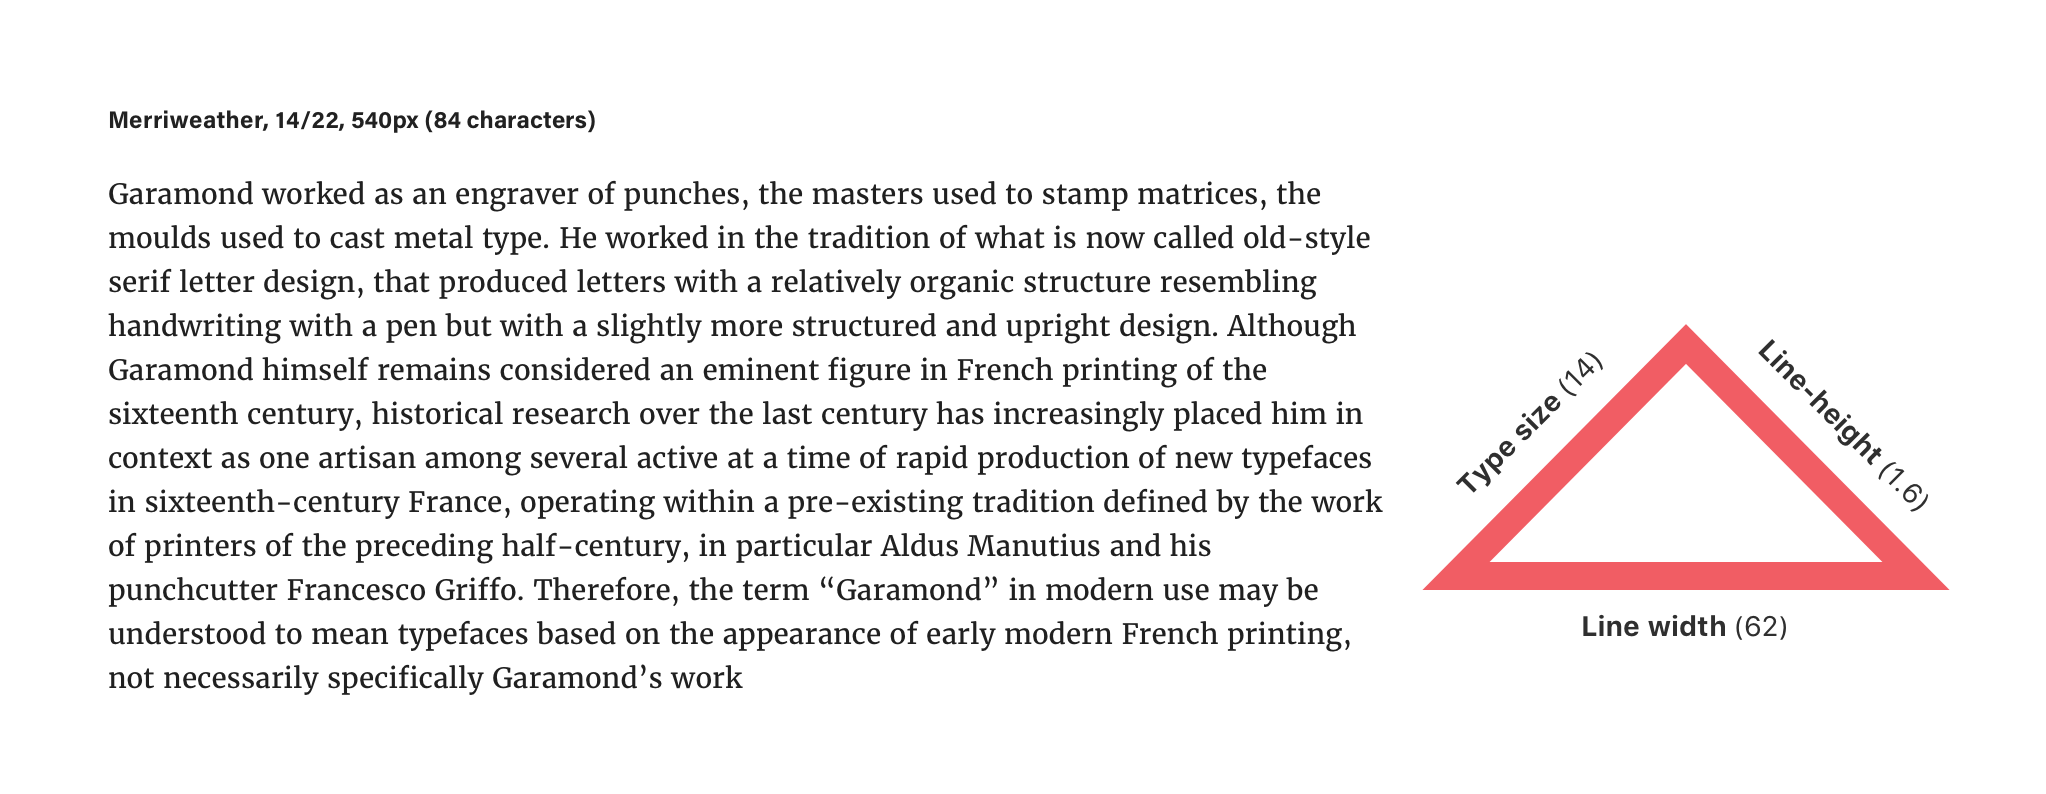 Merriweather, 14/22, 540px (84 characters)
Garamond worked as an engraver of punches, the masters used to stamp matrices, the
moulds used to cast metal type. He worked in the tradition of what is now called old-style
serif letter design, that produced letters with a relatively organic structure resembling
handwriting with a pen but with a slightly more structured and upright design. Although
Garamond himself remains considered an eminent figure in French printing of the
sixteenth century, historical research over the last century has increasingly placed him in
context as one artisan among several active at a time of rapid production of new typefaces
in sixteenth-century France, operating within a pre-existing tradition defined by the work
of printers of the preceding half-century, in particular Aldus Manutius and his
punchcutter Francesco Griffo. Therefore, the term “Garamond” in modern use may be
understood to mean typefaces based on the appearance of early modern French printing,
not necessarily specifically Garamond’s work
Type size (14)
Line-height (1.6)
Line width (62)